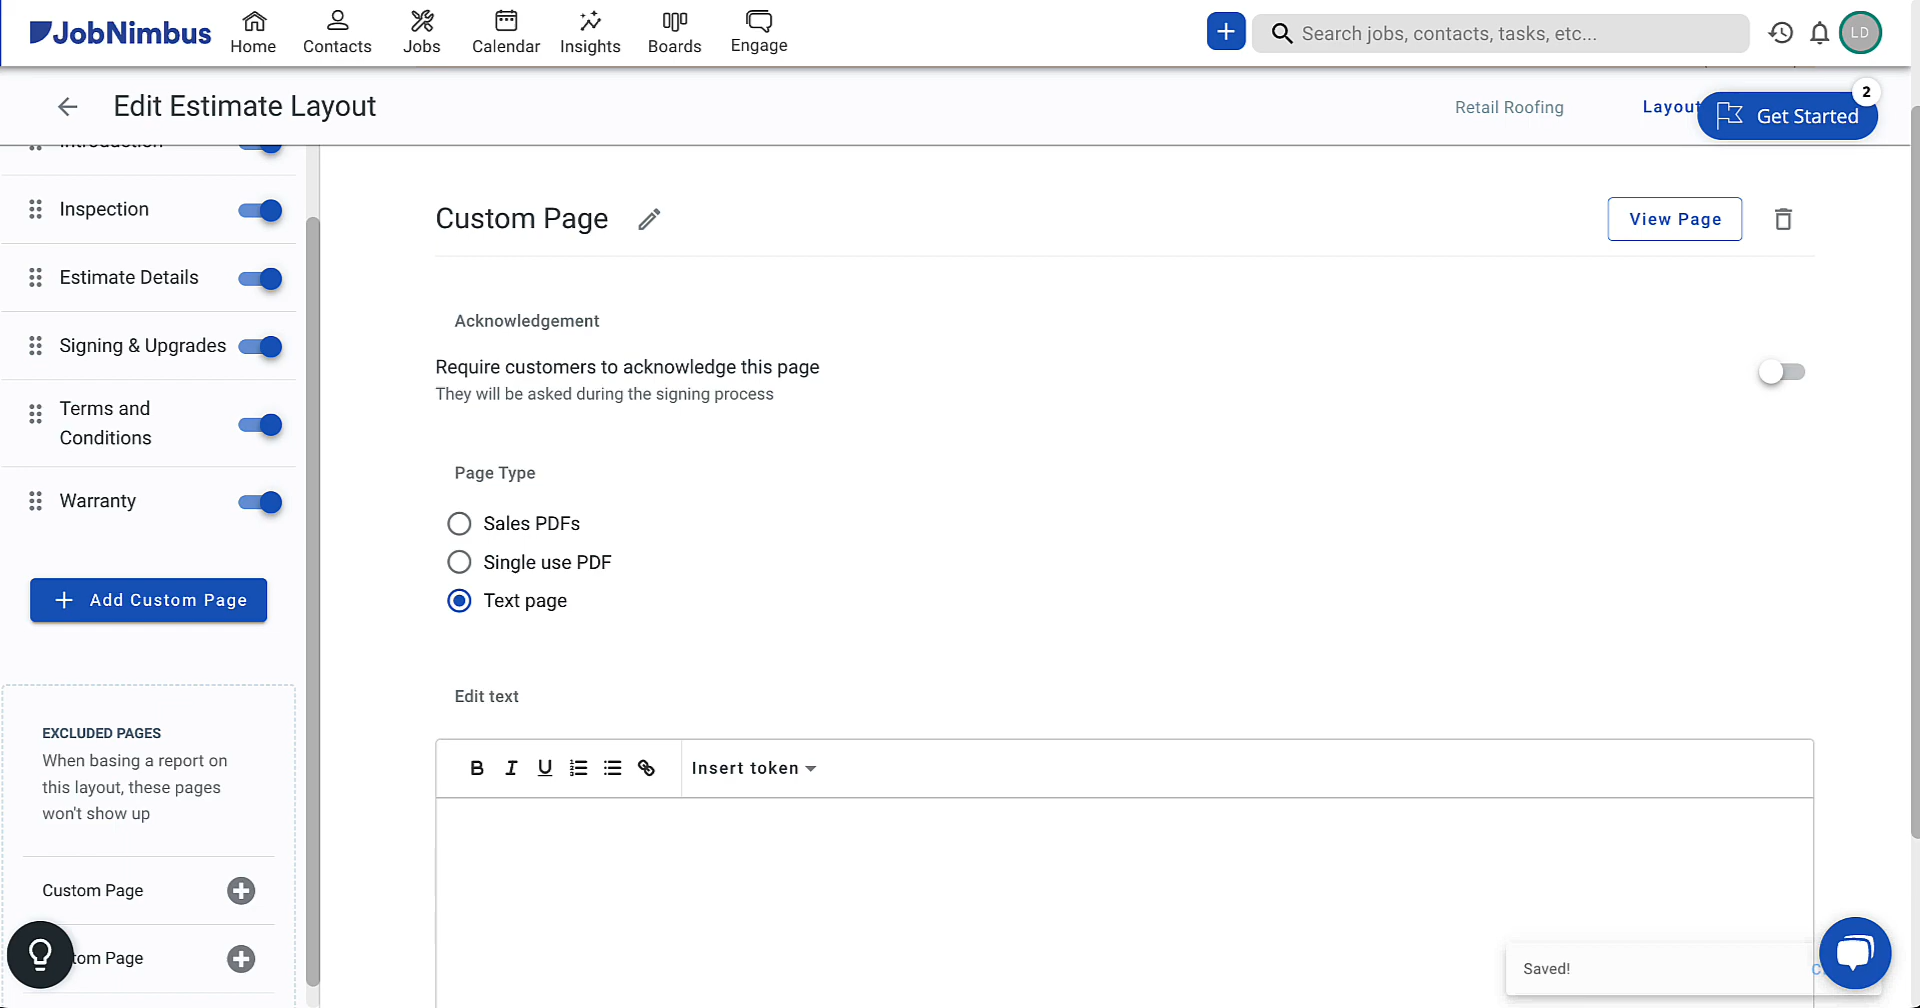 JobNimbus
Home
Contacts
Jobs
Calendar
Insights
Boards
Engage
Search jobs, contacts, tasks, etc...
LD
Edit Estimate Layout
Retail Roofing
Layout
Get Started
2
Introduction
Inspection
Estimate Details
Signing & Upgrades
Terms and
Conditions
Warranty
Add Custom Page
EXCLUDED PAGES
When basing a report on
this layout, these pages
won't show up
Custom Page
tom Page
Custom Page
View Page
Acknowledgement
Require customers to acknowledge this page
They will be asked during the signing process
Page Type
Sales PDFs
Single use PDF
Text page
Edit text
B I U
Insert token
Saved!